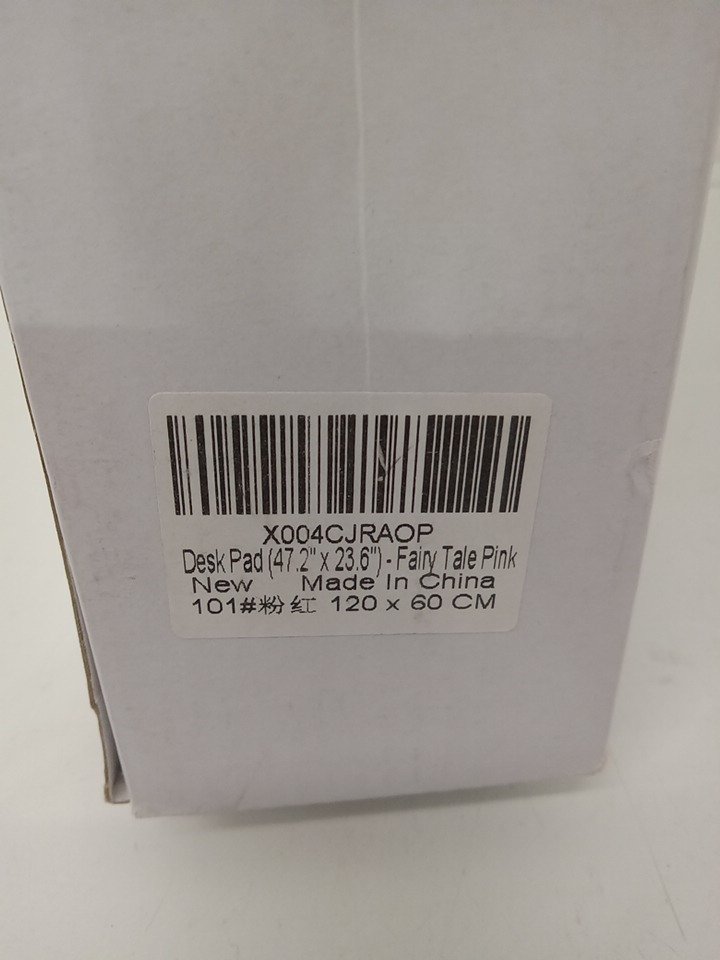 X004CJRAOP
Desk Pad (47.2" x 23.6") - Fairy Tale Pink
New Made In China
101#粉红 120 x 60 CM